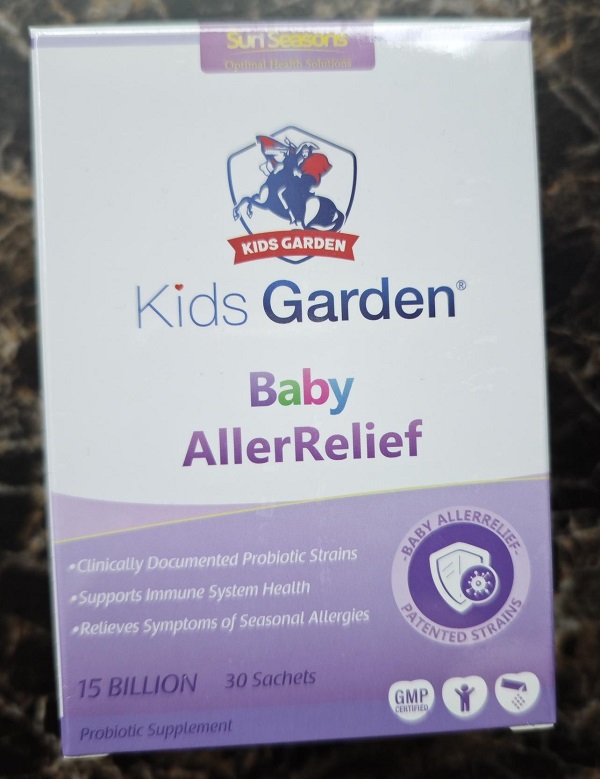 Suri Seasons
Optimal Health Solutions
KIDS GARDEN
Kids Garden®
Baby
AllerRelief
•Clinically Documented Probiotic Strains
•Supports Immune System Health
•Relieves Symptoms of Seasonal Allergies
15 BILLION 30 Sachets
Probiotic Supplement
-BABY ALLERRELIEF-
PATENTED STRAINS
GMP
CERTIFIED